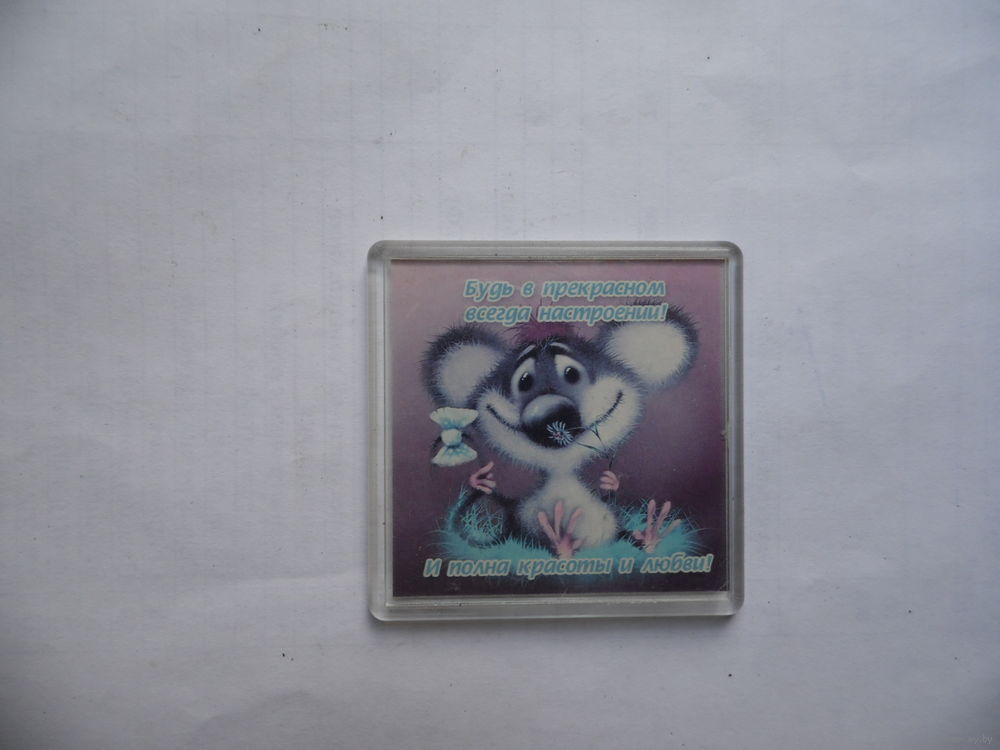 Будь в прекрасном
всегда настроении!
И полна красоты и любви!